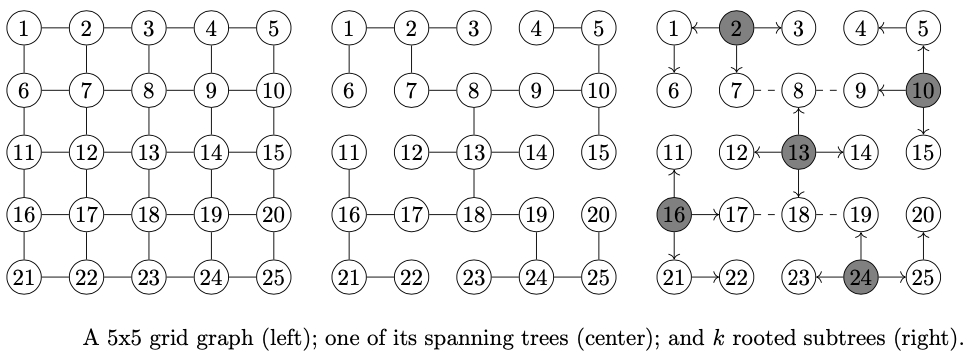 1 2 3 4 5 1 2 3 4 5 1 2 3 4 5
6 7 8 9 10 6 7 8 9 10 6 7 8 9 10
11 12 13 14 15 11 12 13 14 15 11 12 13 14 15
16 17 18 19 20 16 17 18 19 20 16 17 18 19 20
21 22 23 24 25 21 22 23 24 25 21 22 23 24 25
A 5x5 grid graph (left); one of its spanning trees (center); and k rooted subtrees (right).